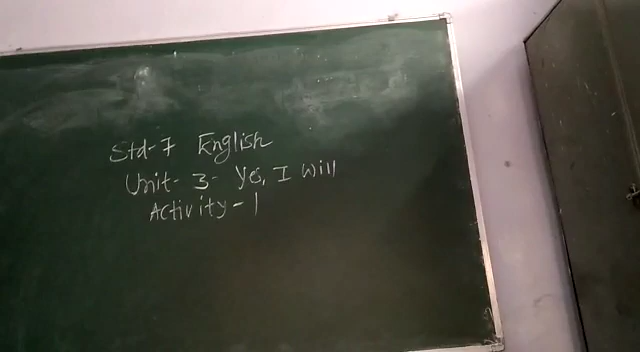 Std-7 English
Unit- 3- Yes, I Will
Activity-1